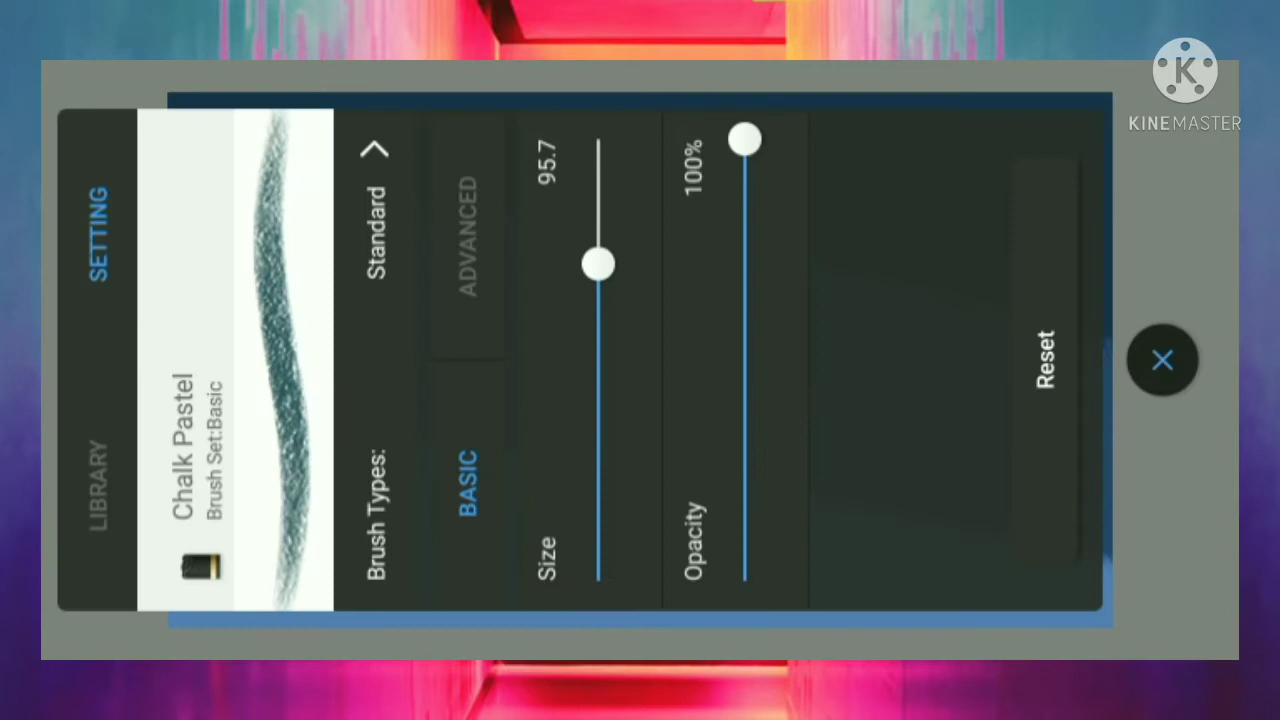 LIBRARY SETTING
Chalk Pastel
Brush Set:Basic
Brush Types: Standard
BASIC ADVANCED
Size 95.7
Opacity 100%
Reset
K
KINEMASTER